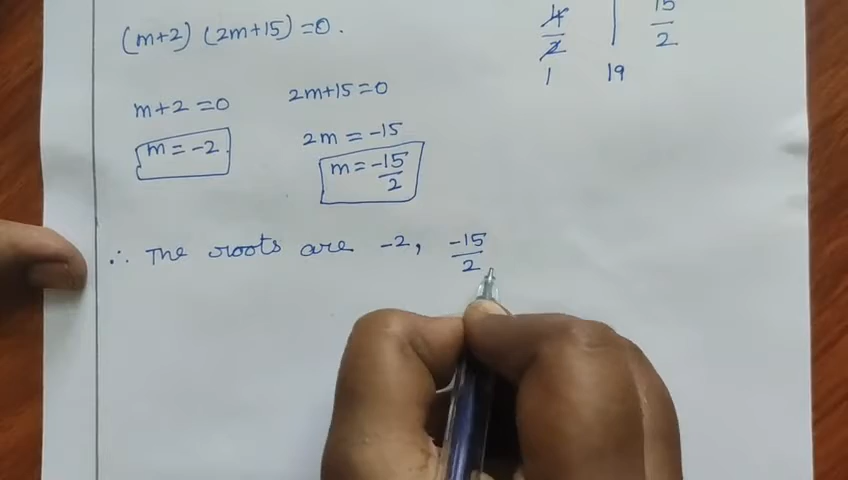 (m+2) (2m+15) =0.
4/2 | 15/2
1 19
m+2 =0 2m+15=0
m = -2 2m = -15
m = -15/2
∴ The roots are -2, -15/2